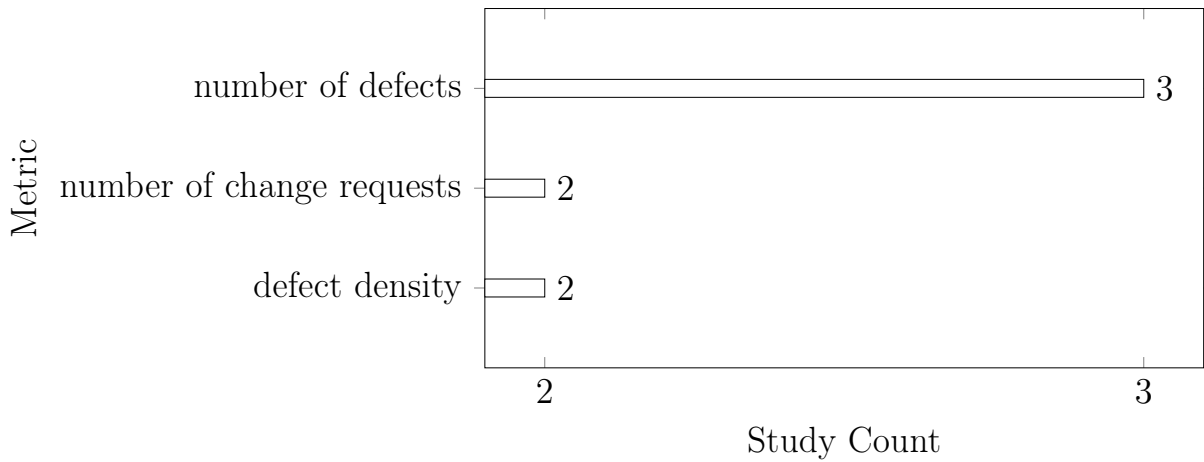 number of defects
3
number of change requests
2
defect density
2
Metric
2
3
Study Count